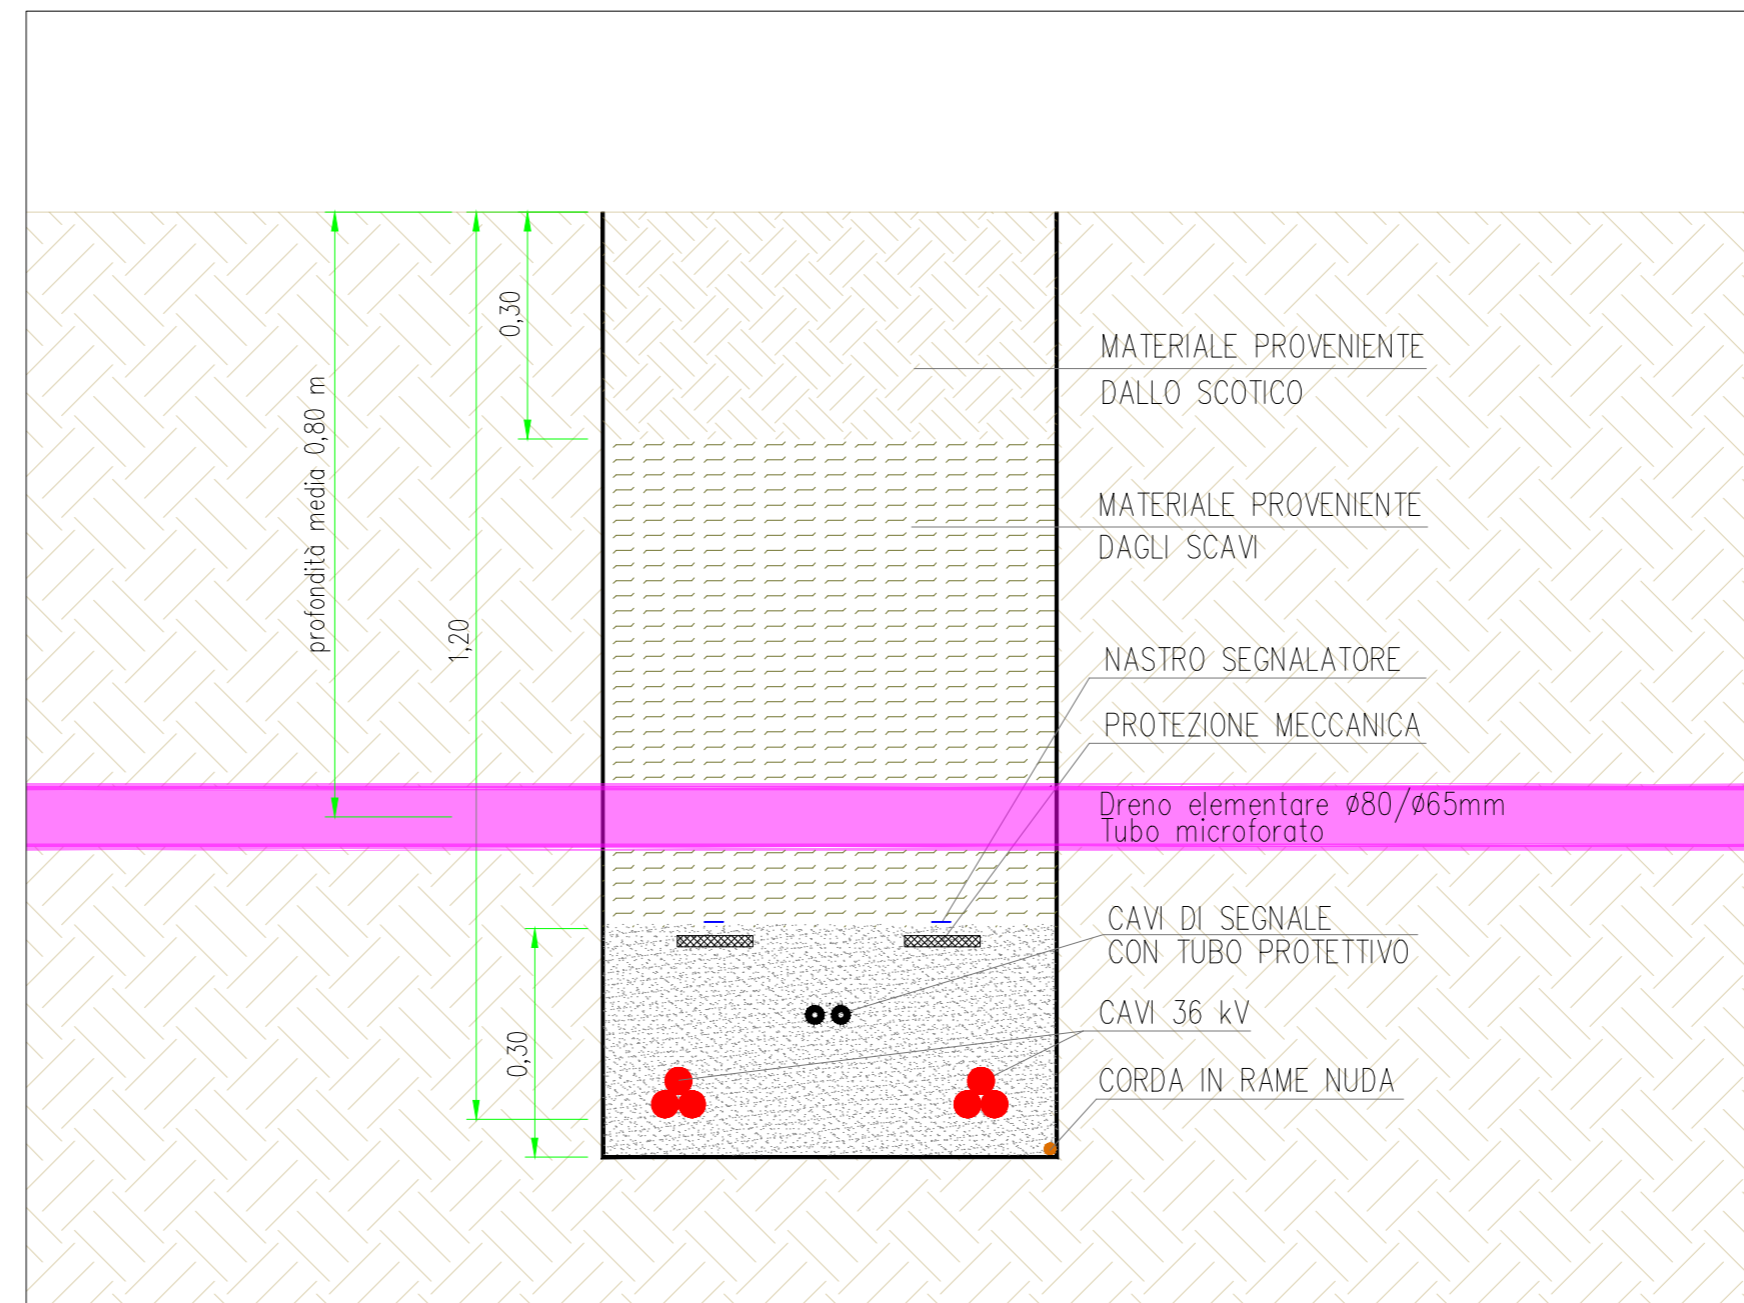 0,30
profondità media 0,80 m
1,20
0,30
MATERIALE PROVENIENTE
DALLO SCOTICO
MATERIALE PROVENIENTE
DAGLI SCAVI
NASTRO SEGNALATORE
PROTEZIONE MECCANICA
Dreno elementare ø80/ø65mm
Tubo microforato
CAVI DI SEGNALE
CON TUBO PROTETTIVO
CAVI 36 kV
CORDA IN RAME NUDA